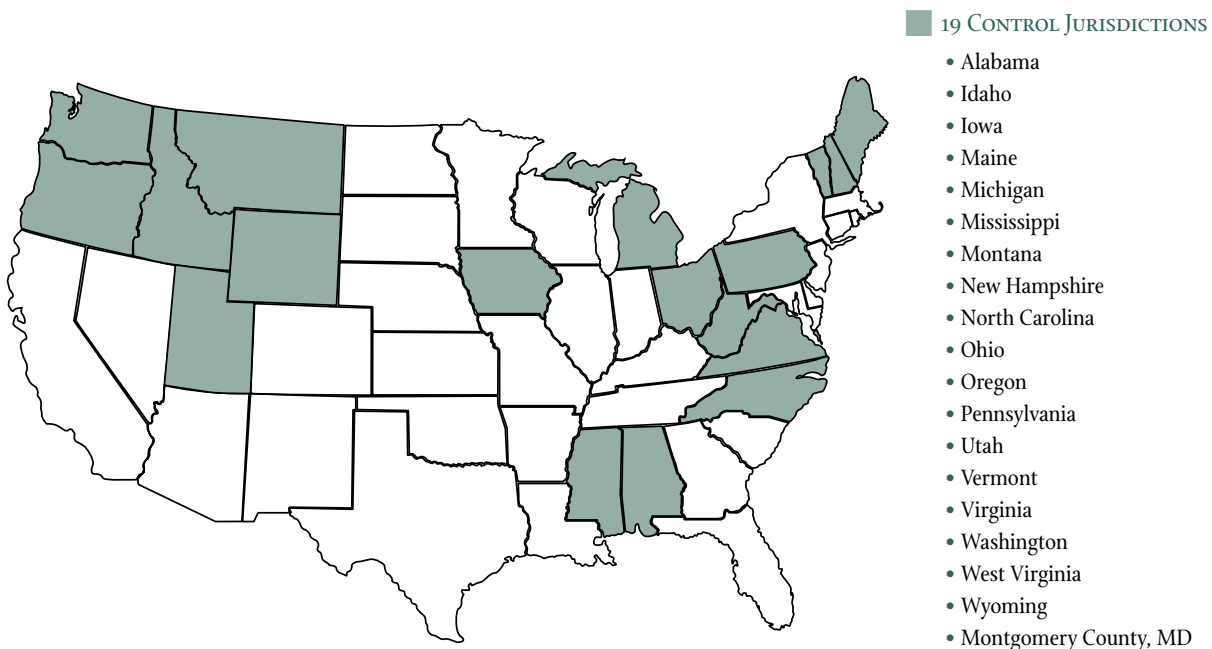 19 Control Jurisdictions
• Alabama
• Idaho
• Iowa
• Maine
• Michigan
• Mississippi
• Montana
• New Hampshire
• North Carolina
• Ohio
• Oregon
• Pennsylvania
• Utah
• Vermont
• Virginia
• Washington
• West Virginia
• Wyoming
• Montgomery County, MD